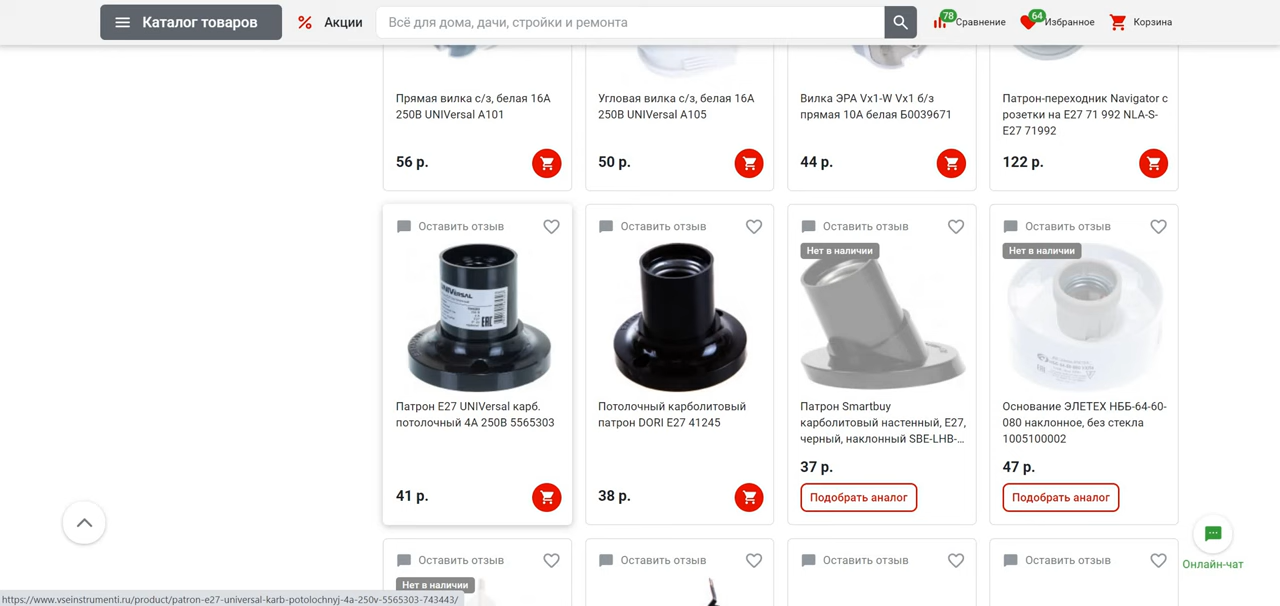 Каталог товаров
% Акции
Всё для дома, дачи, стройки и ремонта
78
Сравнение
64
Избранное
Корзина
Прямая вилка с/з, белая 16А
250В UNIVersal А101
56 р.
Угловая вилка с/з, белая 16А
250В UNIVersal А105
50 р.
Вилка ЭРА Vx1-W Vx1 б/з
прямая 10А белая Б0039671
44 р.
Патрон-переходник Navigator с
розетки на Е27 71 992 NLA-S-
E27 71992
122 р.
Оставить отзыв
UNIVersal
EAC
Патрон Е27 UNIVersal карб.
потолочный 4А 250В 5565303
41 р.
Оставить отзыв
Потолочный карболитовый
патрон DORI E27 41245
38 р.
Оставить отзыв
Нет в наличии
Патрон Smartbuy
карболитовый настенный, Е27,
черный, наклонный SBE-LHB-...
37 р.
Подобрать аналог
Оставить отзыв
Нет в наличии
Основание ЭЛЕТЕХ НББ-64-60-
080 наклонное, без стекла
1005100002
47 р.
Подобрать аналог
Оставить отзыв
Нет в наличии
Оставить отзыв
Оставить отзыв
Оставить отзыв
Онлайн-чат
https://www.vseinstrumenti.ru/product/patron-e27-universal-karb-potolochnyj-4a-250v-5565303-743443/